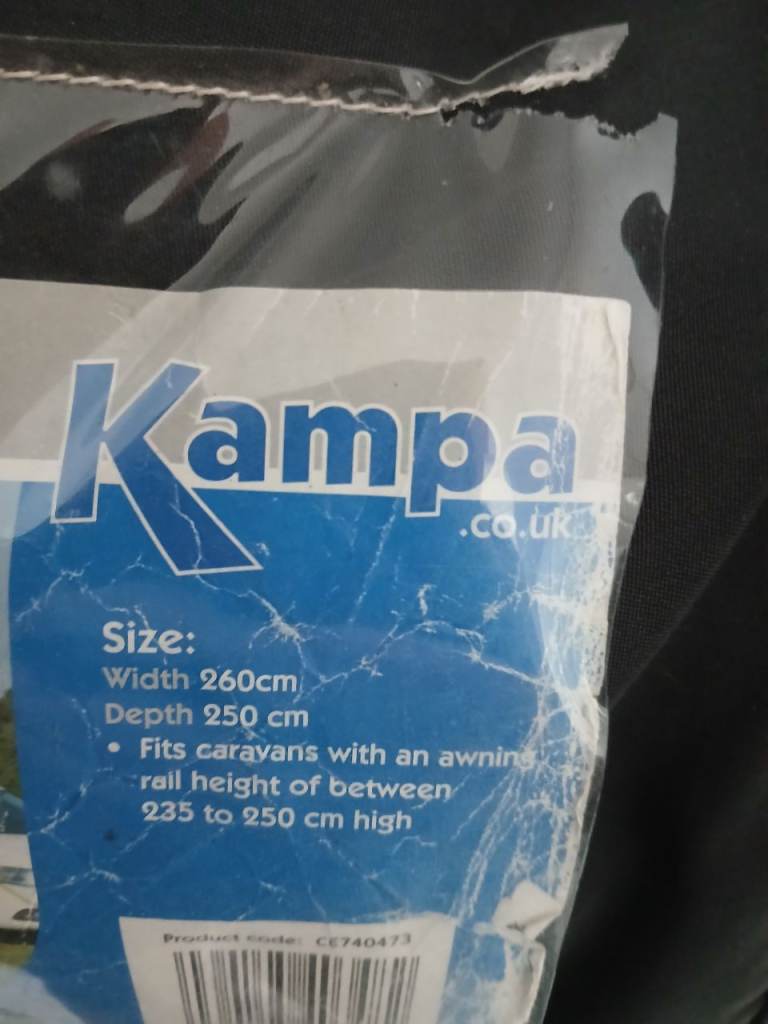 Kampa
.co.uk
Size:
Width 260cm
Depth 250 cm
• Fits caravans with an awning
rail height of between
235 to 250 cm high
Product code: CE740473